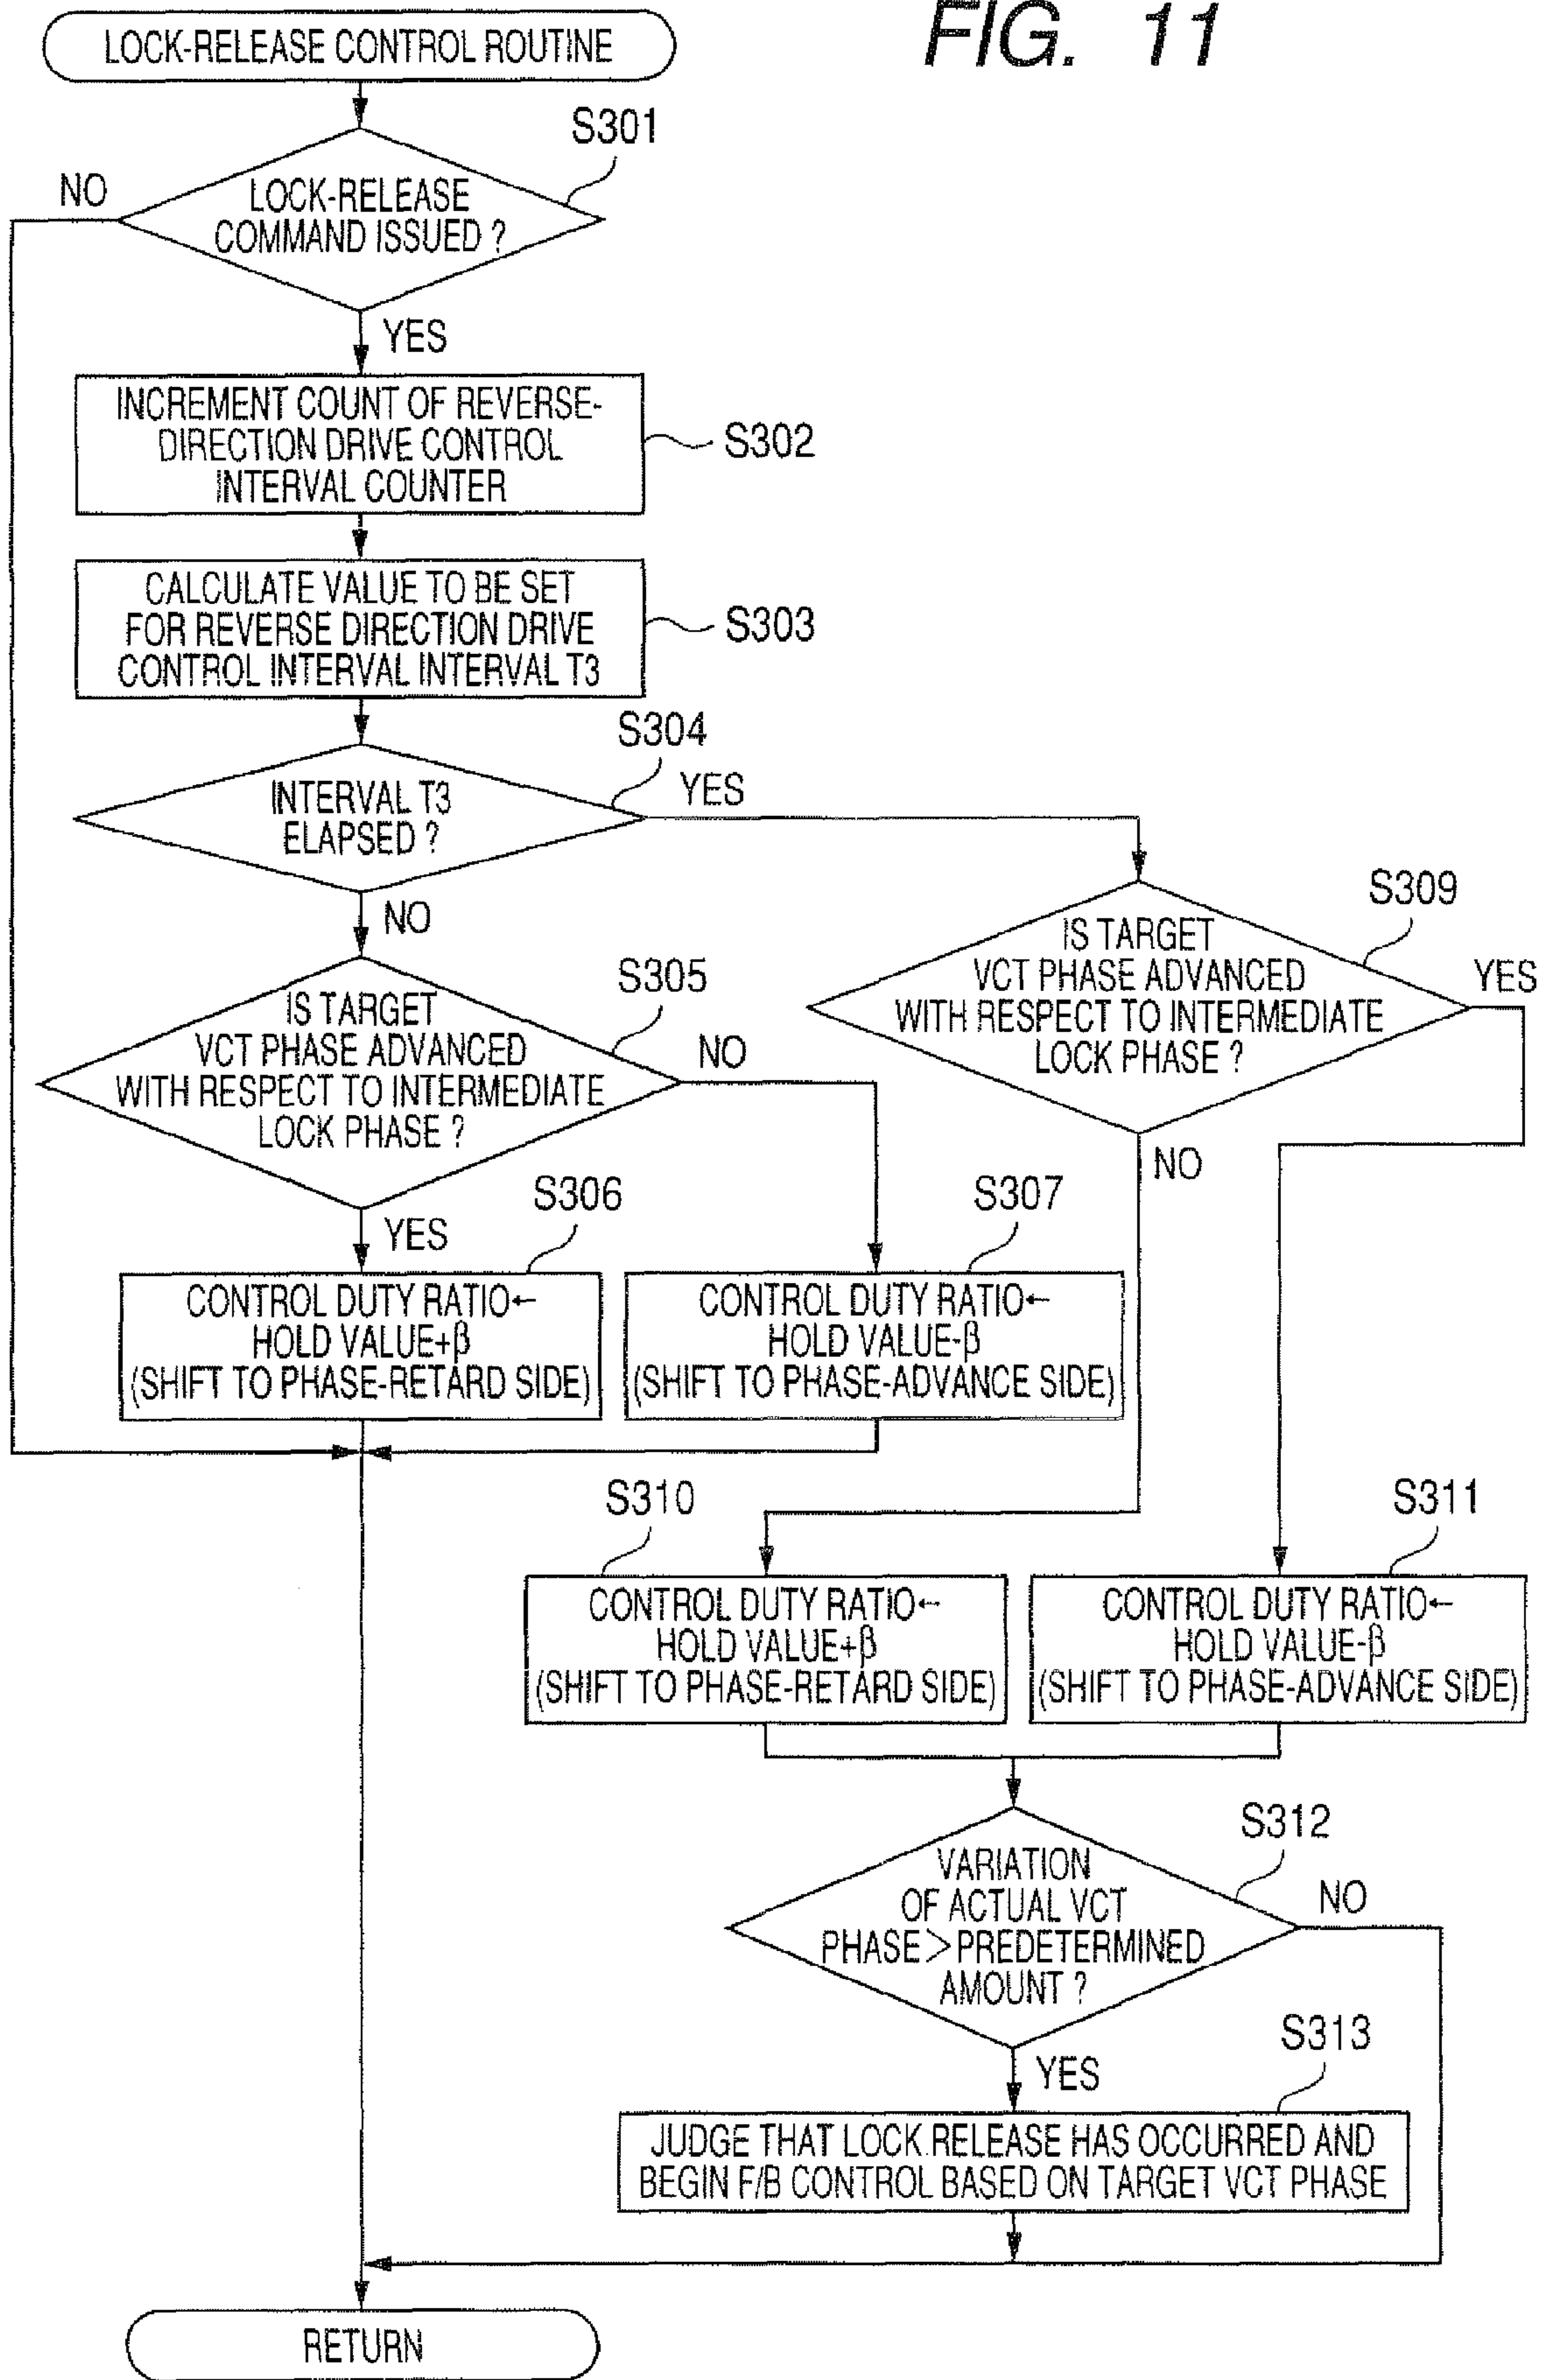 FIG. 11
LOCK-RELEASE CONTROL ROUTINE
S301
NO
LOCK-RELEASE
COMMAND ISSUED ?
YES
INCREMENT COUNT OF REVERSE-
DIRECTION DRIVE CONTROL
INTERVAL COUNTER
S302
CALCULATE VALUE TO BE SET
FOR REVERSE DIRECTION DRIVE
CONTROL INTERVAL INTERVAL T3
S303
S304
INTERVAL T3
ELAPSED ?
YES
NO
S309
IS TARGET
VCT PHASE ADVANCED
WITH RESPECT TO INTERMEDIATE
LOCK PHASE ?
YES
NO
S305
IS TARGET
VCT PHASE ADVANCED
WITH RESPECT TO INTERMEDIATE
LOCK PHASE ?
NO
YES
S306
CONTROL DUTY RATIO←
HOLD VALUE+β
(SHIFT TO PHASE-RETARD SIDE)
S307
CONTROL DUTY RATIO←
HOLD VALUE-β
(SHIFT TO PHASE-ADVANCE SIDE)
S310
CONTROL DUTY RATIO←
HOLD VALUE+β
(SHIFT TO PHASE-RETARD SIDE)
S311
CONTROL DUTY RATIO←
HOLD VALUE-β
(SHIFT TO PHASE-ADVANCE SIDE)
S312
VARIATION
OF ACTUAL VCT
PHASE>PREDETERMINED
AMOUNT ?
NO
YES
S313
JUDGE THAT LOCK RELEASE HAS OCCURRED AND
BEGIN F/B CONTROL BASED ON TARGET VCT PHASE
RETURN